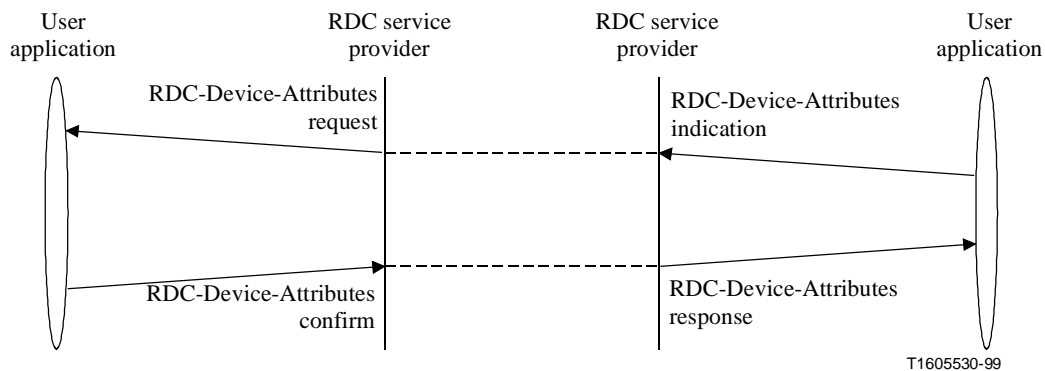 User
application
RDC service
provider
RDC service
provider
User
application
RDC-Device-Attributes
request
RDC-Device-Attributes
indication
RDC-Device-Attributes
confirm
RDC-Device-Attributes
response
T1605530-99